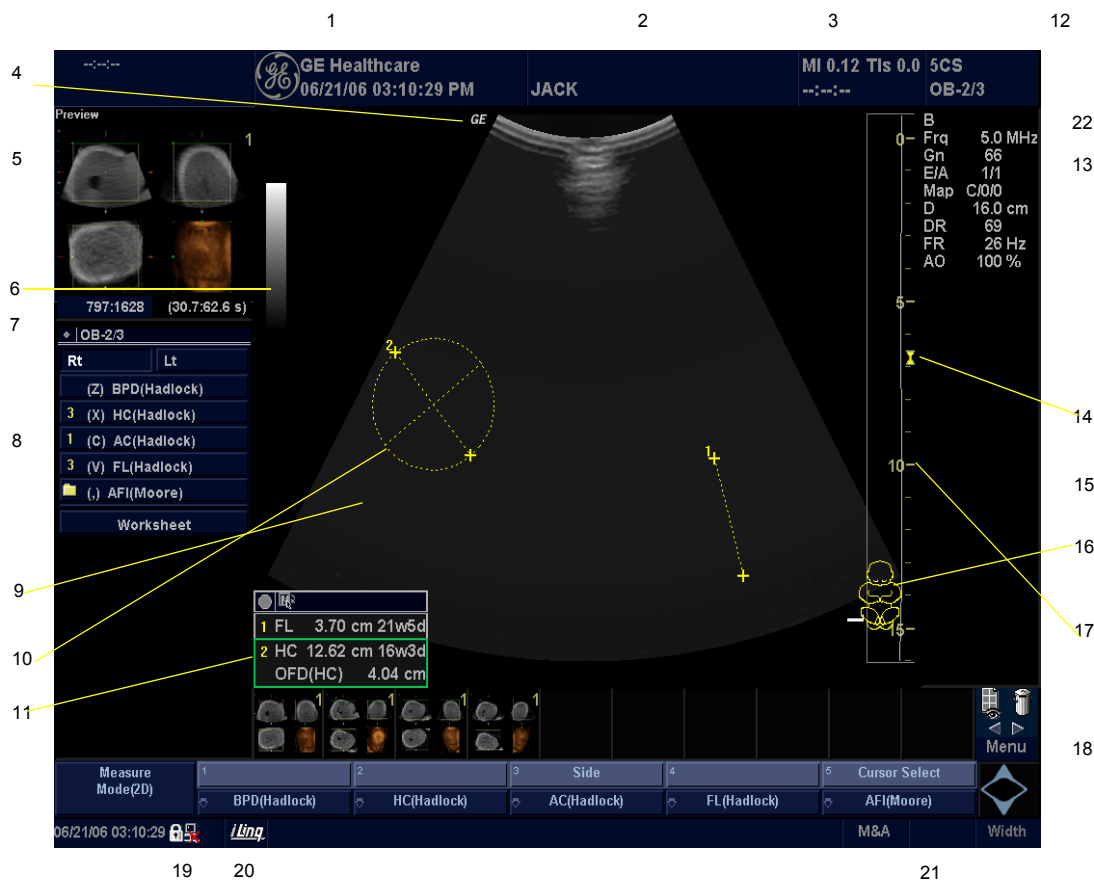 1 2 3 12
4
--:--:--
GE Healthcare
06/21/06 03:10:29 PM
JACK
MI 0.12 TIs 0.0
--:--:--
5CS
OB-2/3
GE
Preview
1
5
6
797:1628 (30.7:62.6 s)
7
OB-2/3
Rt Lt
(Z) BPD(Hadlock)
3 (X) HC(Hadlock)
8
1 (C) AC(Hadlock)
3 (V) FL(Hadlock)
(.) AFI(Moore)
Worksheet
9
10
11
2
1
0
5
10
15
B
Frq 5.0 MHz
Gn 66
E/A 1/1
Map C/0/0
D 16.0 cm
DR 69
FR 26 Hz
AO 100 %
22
13
14
15
16
17
18
1 FL 3.70 cm 21w5d
2 HC 12.62 cm 16w3d
OFD(HC) 4.04 cm
1 1 1 1
Menu
Measure
Mode(2D)
1 2 3 Side 4 5 Cursor Select
BPD(Hadlock) HC(Hadlock) AC(Hadlock) FL(Hadlock) AFI(Moore)
06/21/06 03:10:29 iLinq M&A Width
19 20 21